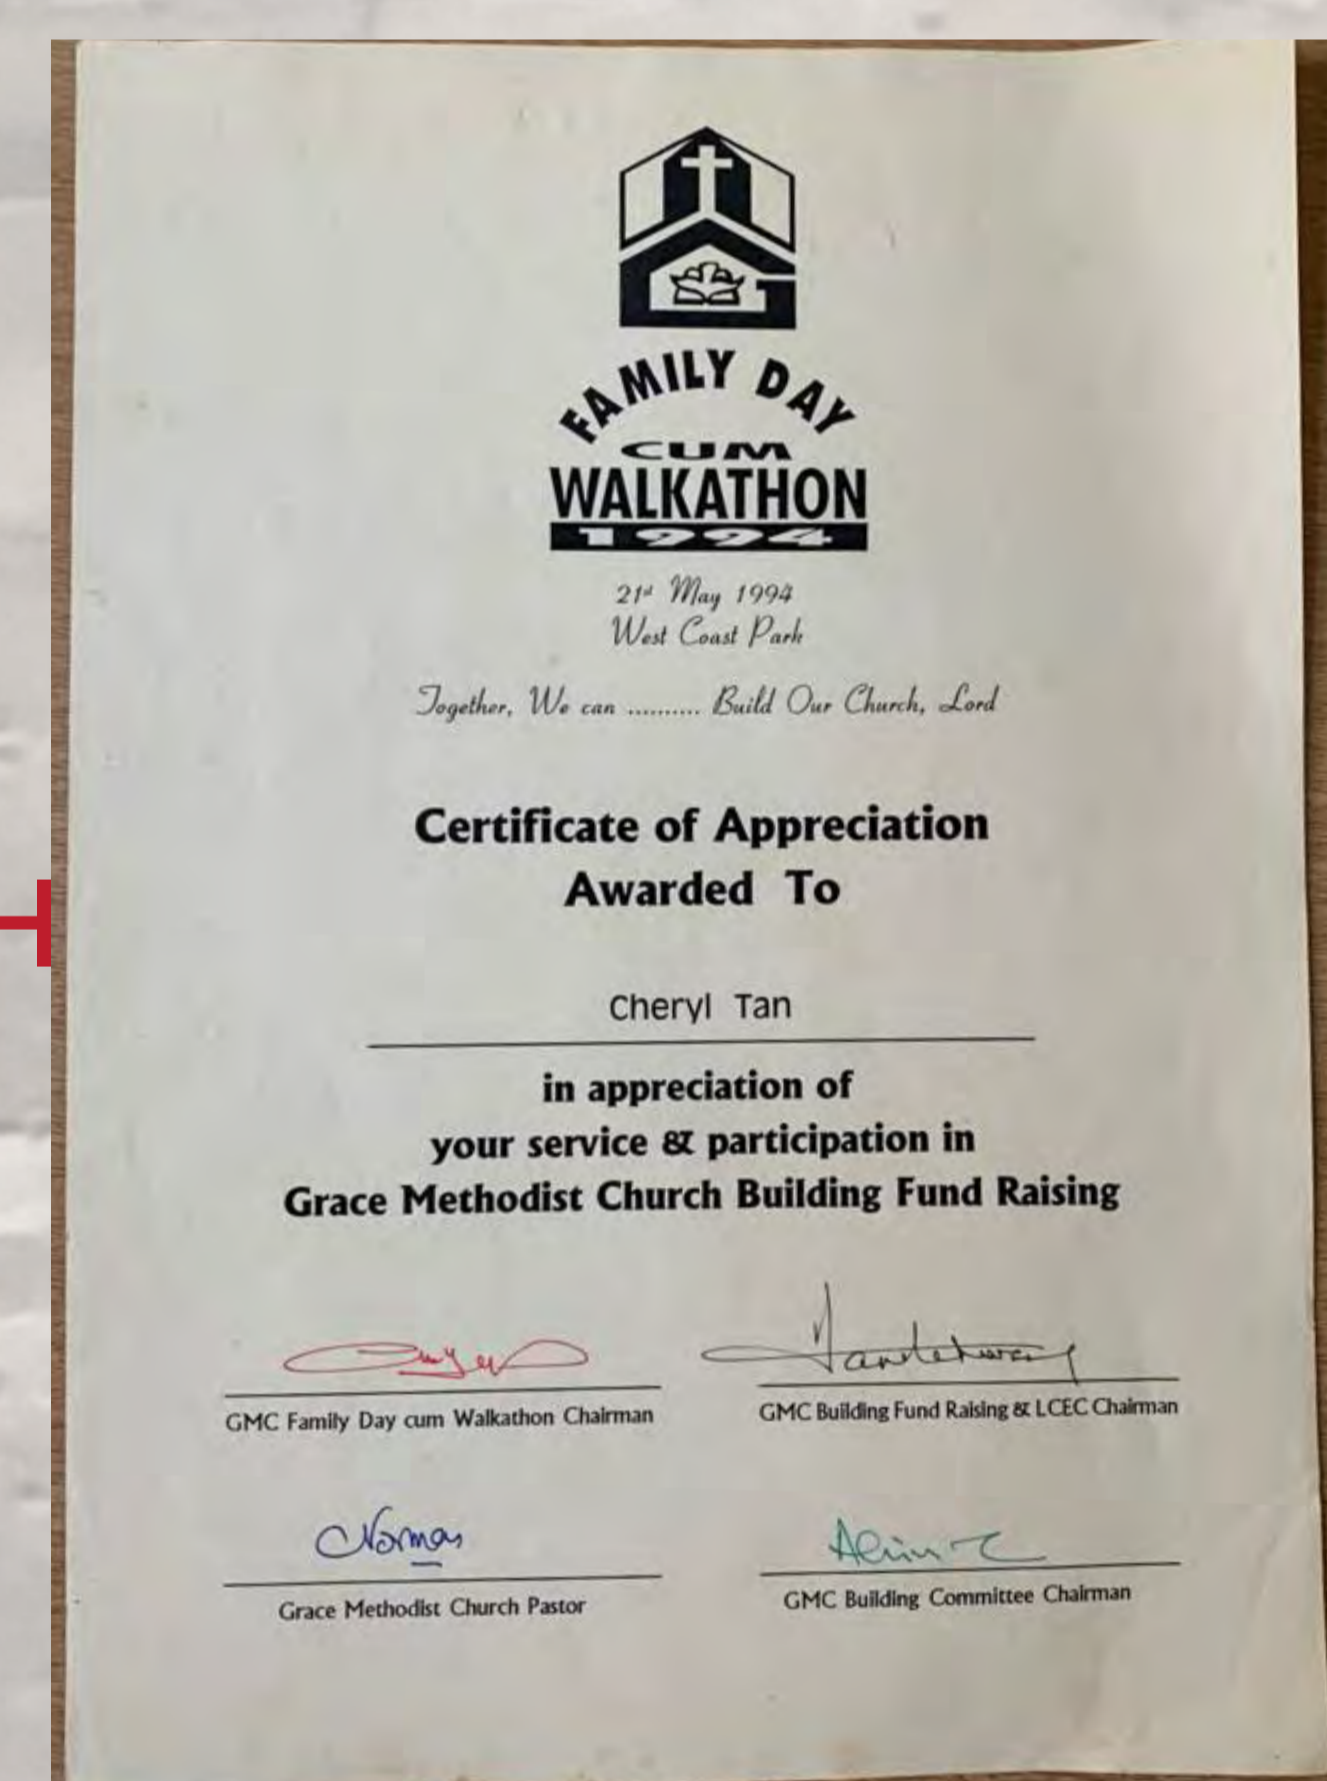 FAMILY DAY
CUM
WALKATHON
1994
21st May 1994
West Coast Park
Together, We can .......... Build Our Church, Lord
Certificate of Appreciation
Awarded To
Cheryl Tan
in appreciation of
your service & participation in
Grace Methodist Church Building Fund Raising
GMC Family Day cum Walkathon Chairman
GMC Building Fund Raising & LCEC Chairman
Norman
Grace Methodist Church Pastor
GMC Building Committee Chairman